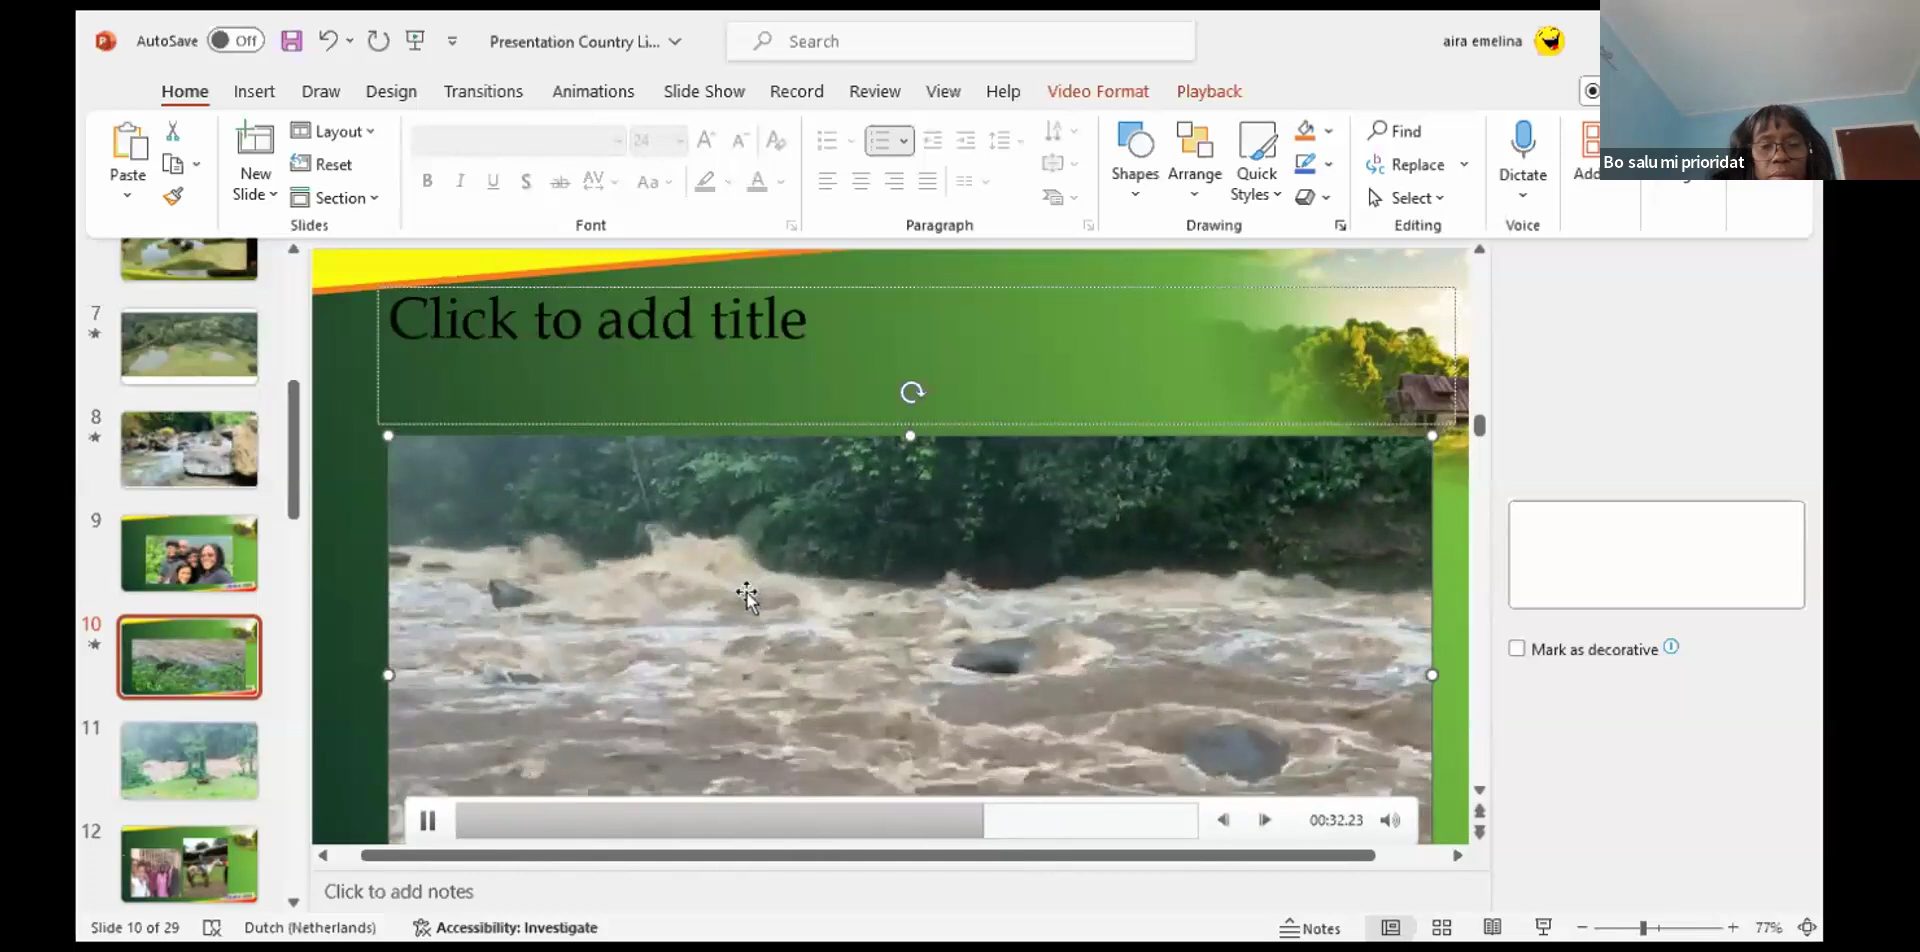 AutoSave Off Presentation Country Li... Search aira emelina
Home Insert Draw Design Transitions Animations Slide Show Record Review View Help Video Format Playback
Paste
New Slide
Layout
Reset
Section
Slides
24
B I U S ab AV Aa A
Font
Paragraph
Shapes Arrange Quick Styles
Drawing
Find
Replace
Select
Editing
Dictate
Voice
Bo salu mi prioridat
7
8
9
10
11
12
Click to add title
00:32.23
Mark as decorative
Click to add notes
Slide 10 of 29 Dutch (Netherlands) Accessibility: Investigate Notes 77%